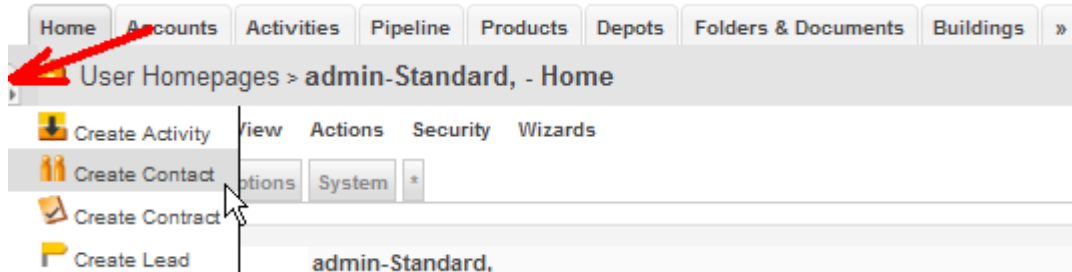 Home Accounts Activities Pipeline Products Depots Folders & Documents Buildings »
User Homepages > admin-Standard, - Home
Create Activity View Actions Security Wizards
Create Contact ptions System *
Create Contract
Create Lead admin-Standard,